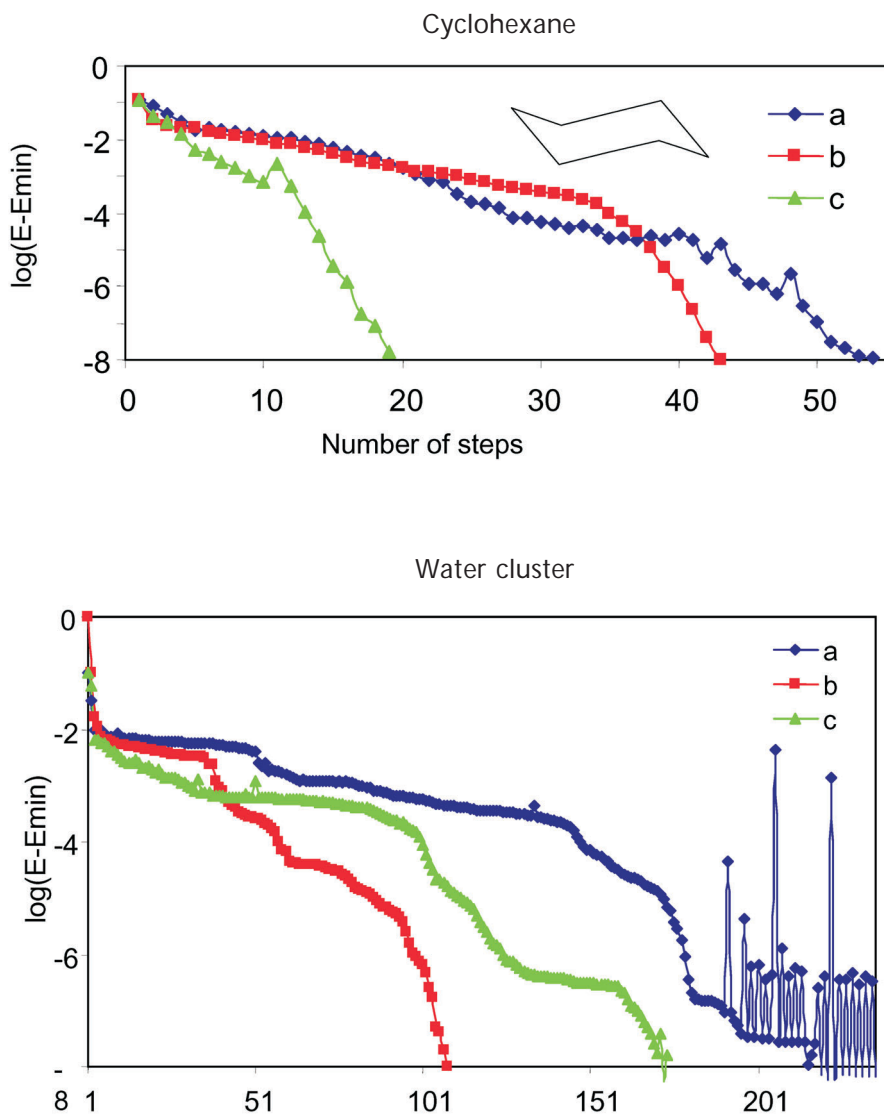 Cyclohexane
0
-2
-4
-6
-8
log(E-Emin)
a
b
c
0 10 20 30 40 50
Number of steps
Water cluster
0
-2
-4
-6
-
8
log(E-Emin)
a
b
c
1 51 101 151 201